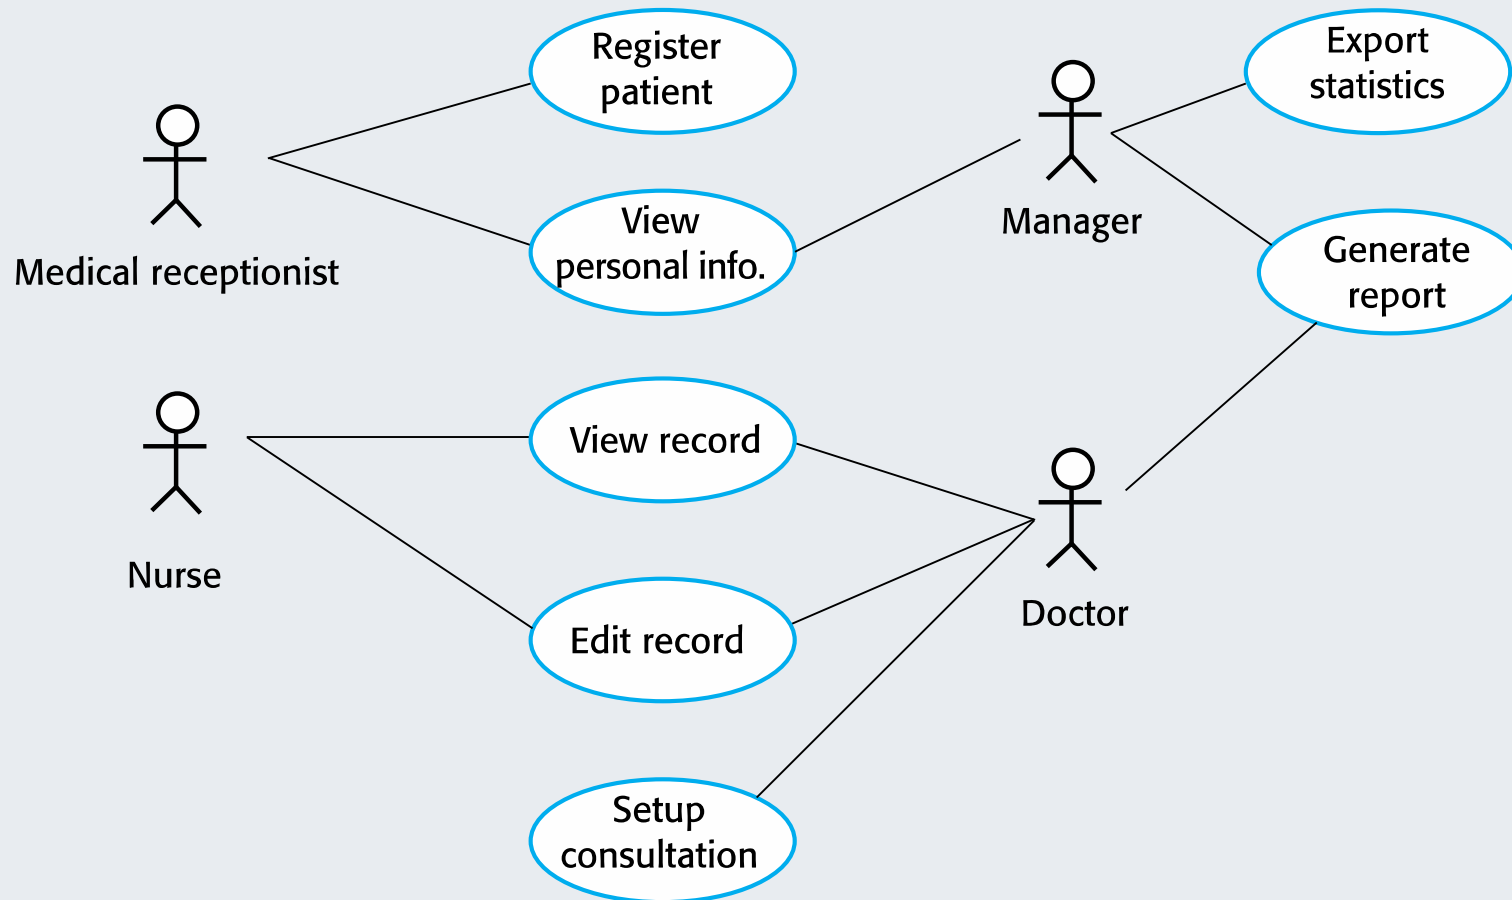 Register
patient
Export
statistics
Medical receptionist
View
personal info.
Manager
Generate
report
Nurse
View record
Edit record
Doctor
Setup
consultation